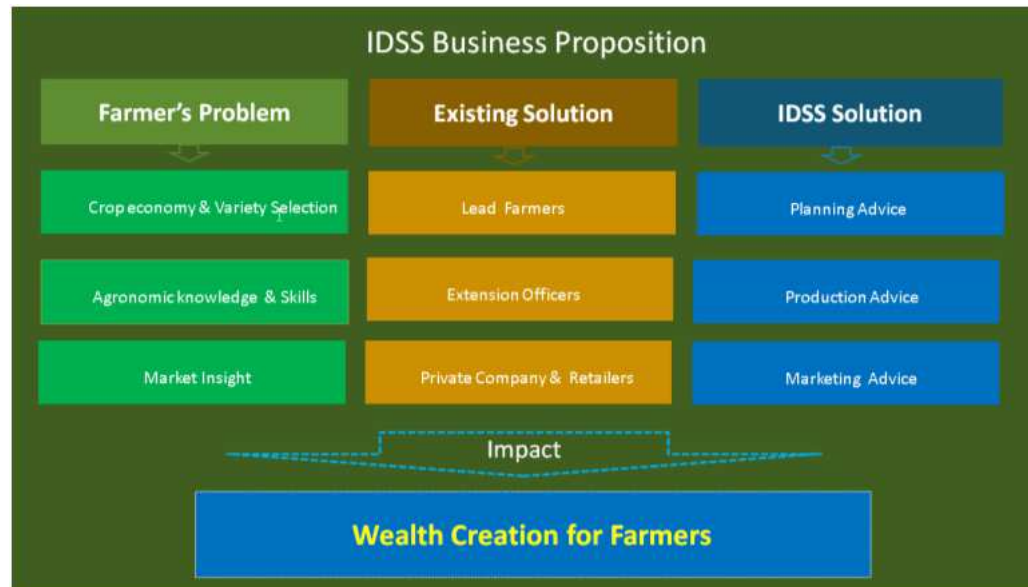 IDSS Business Proposition
Farmer's Problem
Existing Solution
IDSS Solution
Crop economy & Variety Selection
Lead Farmers
Planning Advice
Agronomic knowledge & Skills
Extension Officers
Production Advice
Market Insight
Private Company & Retailers
Marketing Advice
Impact
Wealth Creation for Farmers